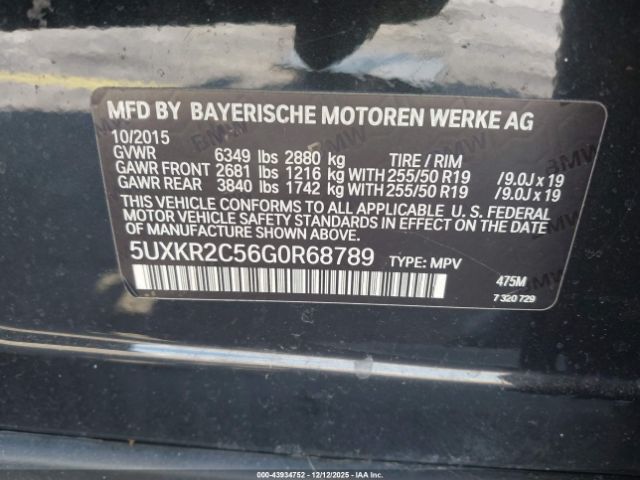 MFD BY BAYERISCHE MOTOREN WERKE AG
10/2015
GVWR 6349 lbs 2880 kg TIRE / RIM
GAWR FRONT 2681 lbs 1216 kg WITH 255/50 R19 /9.0J x 19
GAWR REAR 3840 lbs 1742 kg WITH 255/50 R19 /9.0J x 19
THIS VEHICLE CONFORMS TO ALL APPLICABLE U. S. FEDERAL
MOTOR VEHICLE SAFETY STANDARDS IN EFFECT ON THE DATE
OF MANUFACTURE SHOWN ABOVE.
5UXKR2C56G0R68789 TYPE: MPV
475M
7 320 729
000-43934752 | 12/12/2025 - IAA, Inc.